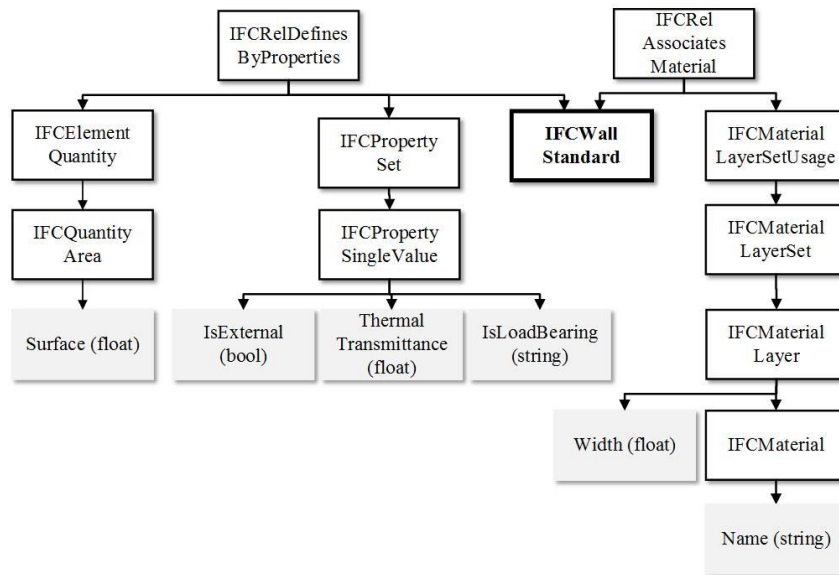 IFCRelDefines
ByProperties
IFCRel
Associates
Material
IFCElement
Quantity
IFCProperty
Set
IFCWall
Standard
IFCMaterial
LayerSetUsage
IFCQuantity
Area
IFCProperty
SingleValue
IFCMaterial
LayerSet
Surface (float)
IsExternal
(bool)
Thermal
Transmittance
(float)
IsLoadBearing
(string)
IFCMaterial
Layer
Width (float)
IFCMaterial
Name (string)